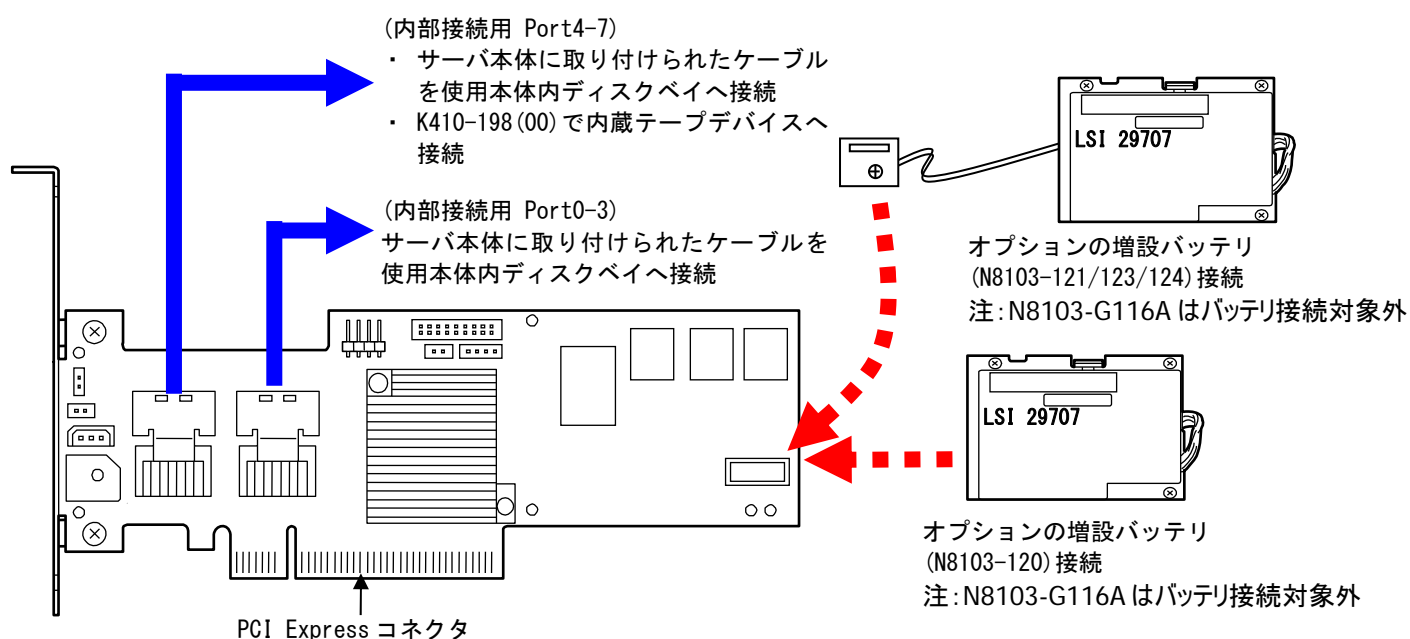 (内部接続用 Port4-7)
・ サーバ本体に取り付けられたケーブル
を使用本体内ディスクベイへ接続
・ K410-198(00)で内蔵テープデバイスへ
接続
(内部接続用 Port0-3)
サーバ本体に取り付けられたケーブルを
使用本体内ディスクベイへ接続
LSI 29707
オプションの増設バッテリ
(N8103-121/123/124)接続
注:N8103-G116A はバッテリ接続対象外
LSI 29707
オプションの増設バッテリ
(N8103-120)接続
注:N8103-G116A はバッテリ接続対象外
PCI Express コネクタ